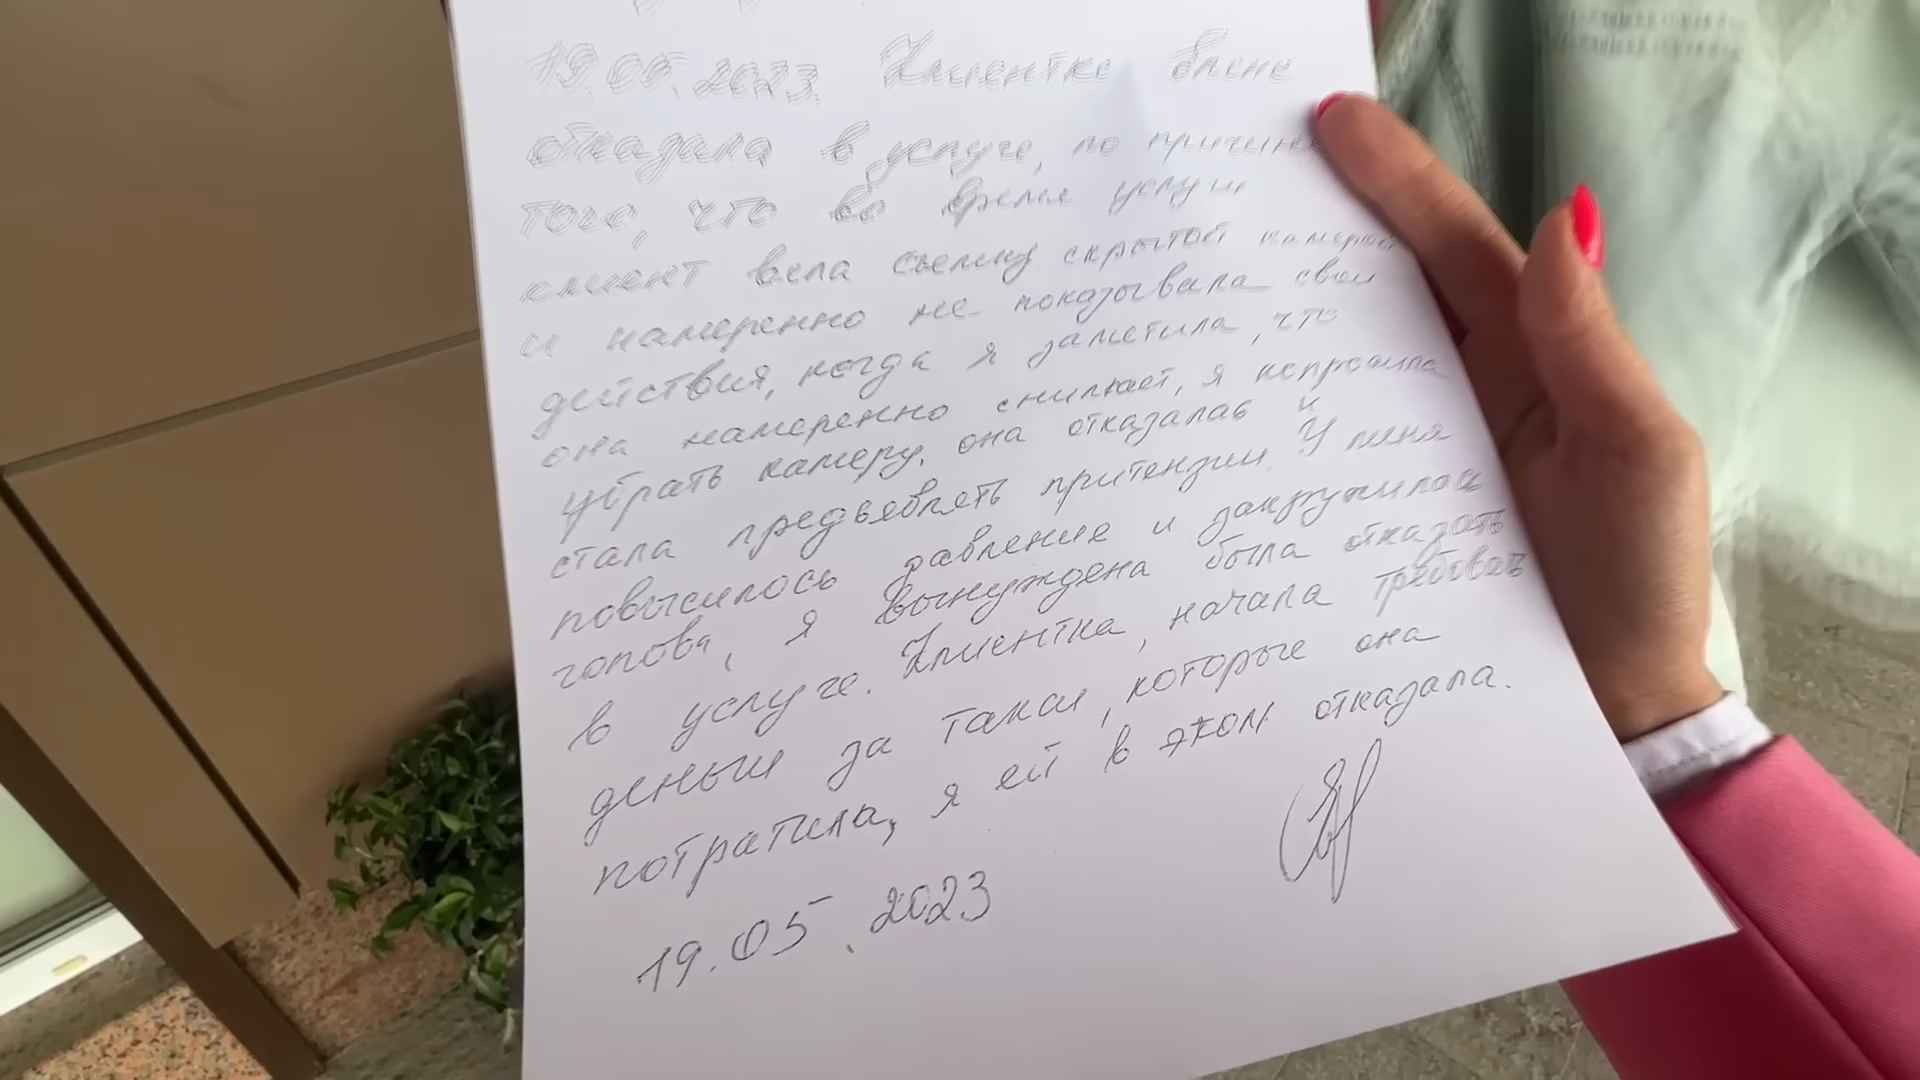 19.05.2023. Клиентке было
отказала в услуге, по причине
того, что во время услуги
клиент вела съемку скрытой камерой
и намеренно не показывала свои
действия, когда я заметила, что
она намеренно снимает, я попросила
убрать камеру, она отказалась и
стала предъявлять притензии. У меня
повысилось давление и закружилась
голова, я вынуждена была отказать
в услуге. Клиентка, начала требовать
деньги за такси, которые она
потратила, я ей в этом отказала.
19.05.2023